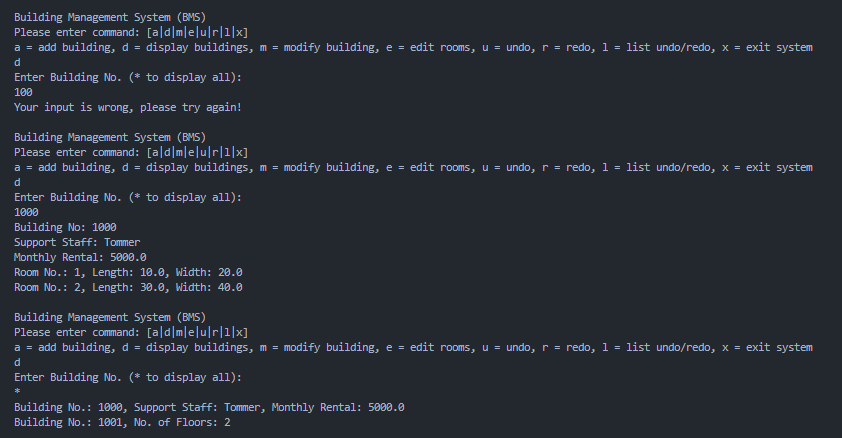 Building Management System (BMS)
Please enter command: [a|d|m|e|u|r|l|x]
a = add building, d = display buildings, m = modify building, e = edit rooms, u = undo, r = redo, l = list undo/redo, x = exit system
d
Enter Building No. (* to display all):
100
Your input is wrong, please try again!

Building Management System (BMS)
Please enter command: [a|d|m|e|u|r|l|x]
a = add building, d = display buildings, m = modify building, e = edit rooms, u = undo, r = redo, l = list undo/redo, x = exit system
d
Enter Building No. (* to display all):
1000
Building No: 1000
Support Staff: Tommer
Monthly Rental: 5000.0
Room No.: 1, Length: 10.0, Width: 20.0
Room No.: 2, Length: 30.0, Width: 40.0

Building Management System (BMS)
Please enter command: [a|d|m|e|u|r|l|x]
a = add building, d = display buildings, m = modify building, e = edit rooms, u = undo, r = redo, l = list undo/redo, x = exit system
d
Enter Building No. (* to display all):
*
Building No.: 1000, Support Staff: Tommer, Monthly Rental: 5000.0
Building No.: 1001, No. of Floors: 2